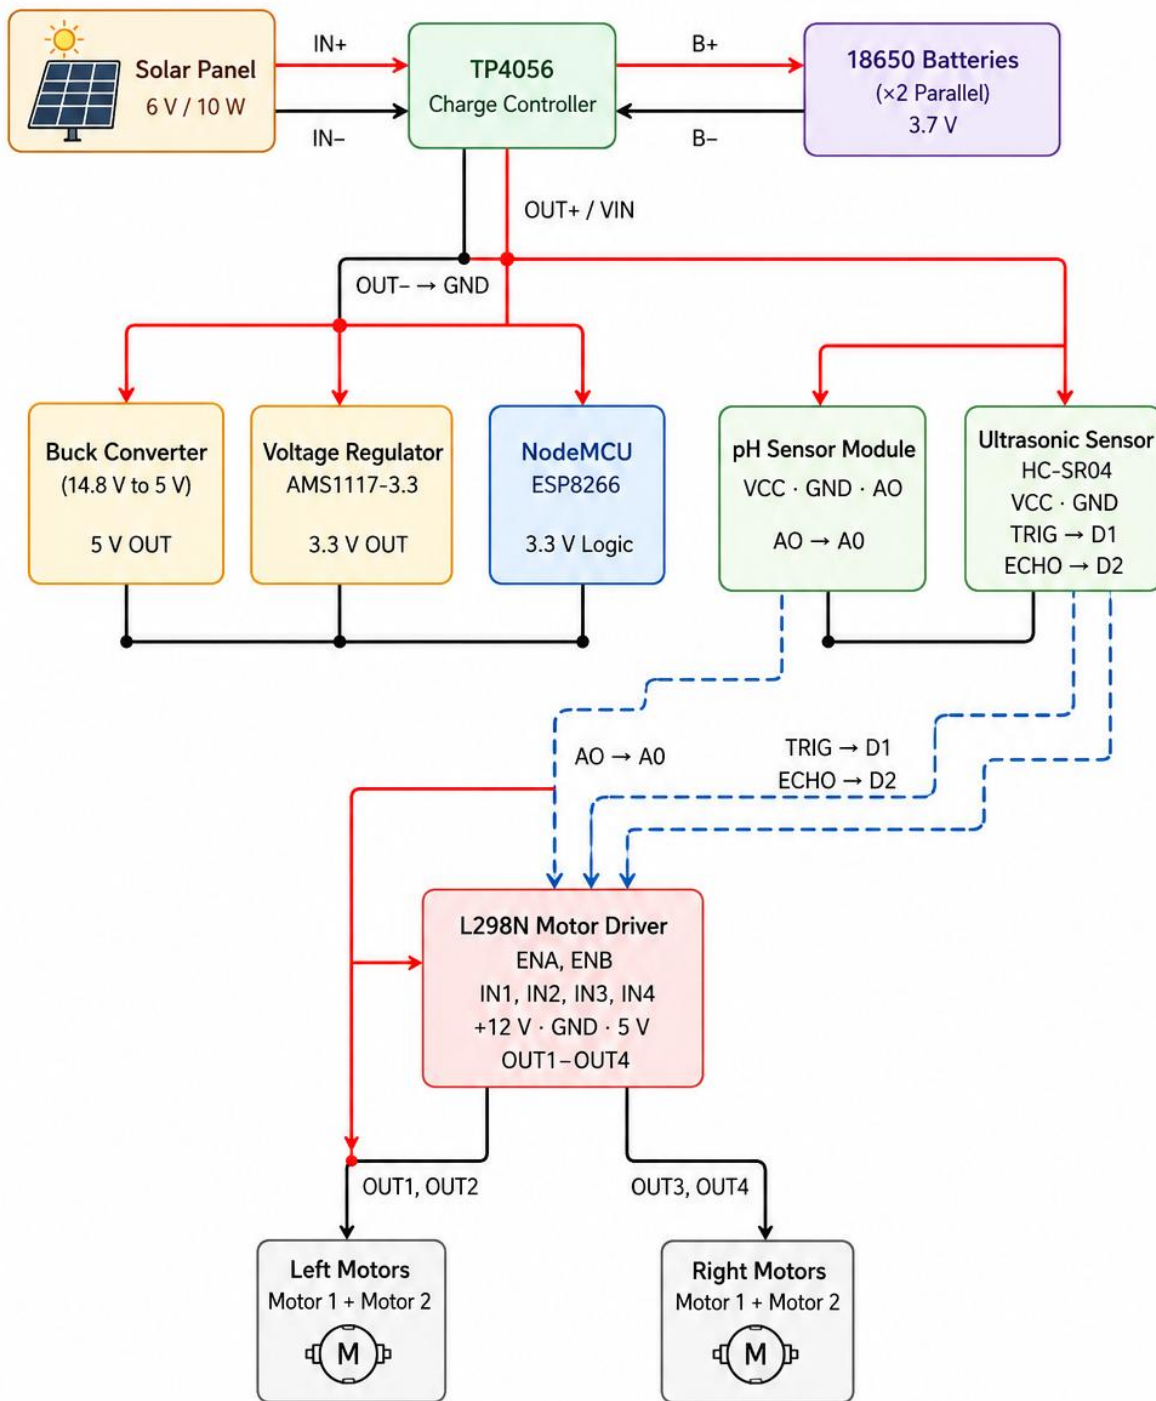 Solar Panel
6 V / 10 W
IN+
IN–
TP4056
Charge Controller
B+
B–
18650 Batteries
(×2 Parallel)
3.7 V
OUT+ / VIN
OUT– → GND
Buck Converter
(14.8 V to 5 V)
5 V OUT
Voltage Regulator
AMS1117-3.3
3.3 V OUT
NodeMCU
ESP8266
3.3 V Logic
pH Sensor Module
VCC · GND · AO
AO → A0
Ultrasonic Sensor
HC-SR04
VCC · GND
TRIG → D1
ECHO → D2
AO → A0
TRIG → D1
ECHO → D2
L298N Motor Driver
ENA, ENB
IN1, IN2, IN3, IN4
+12 V · GND · 5 V
OUT1–OUT4
OUT1, OUT2
OUT3, OUT4
Left Motors
Motor 1 + Motor 2
M
Right Motors
Motor 1 + Motor 2
M